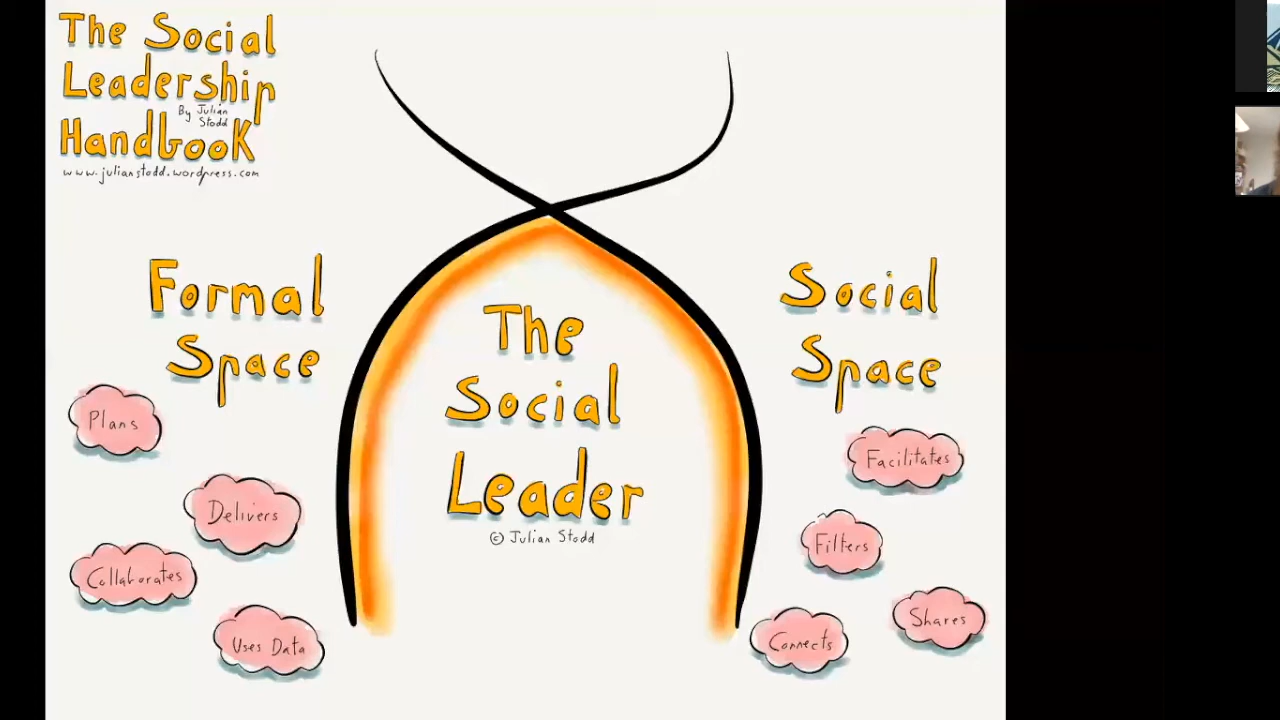 The Social
Leadership
By Julian
Stodd
Handbook
www.julianstodd.wordpress.com
Formal
Space
Plans
Delivers
Collaborates
Uses Data
The
Social
Leader
© Julian Stodd
Social
Space
Facilitates
Filters
Shares
Connects